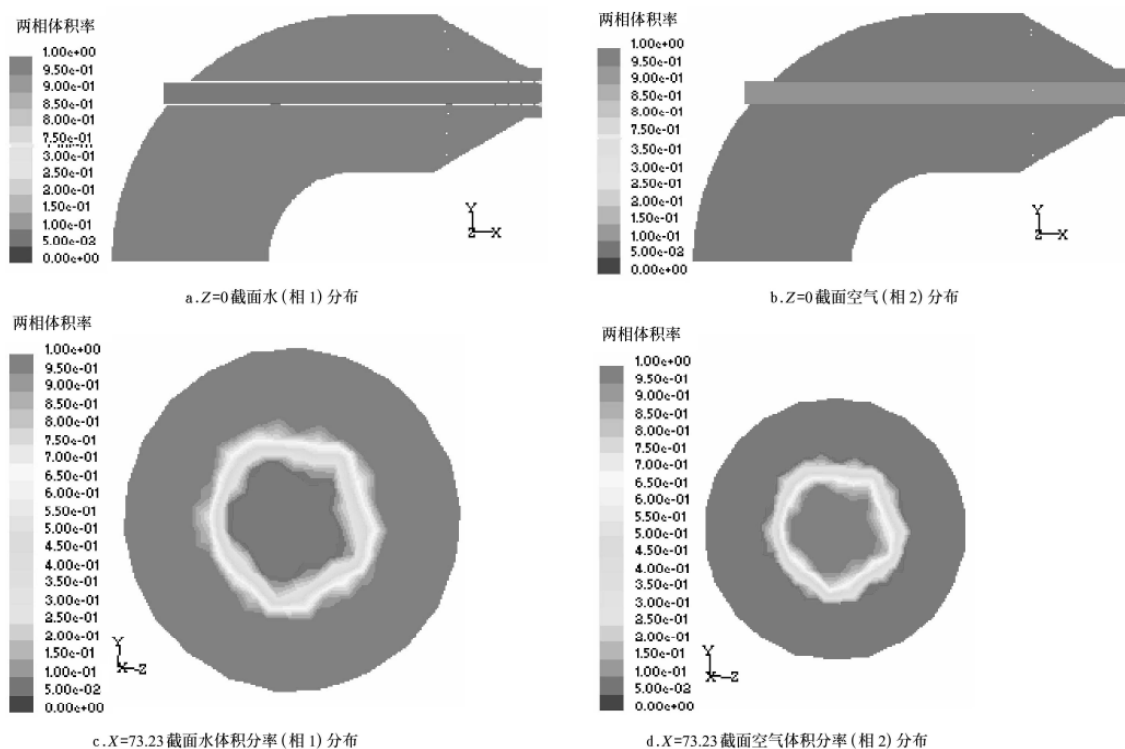 两相体积率
1.00e+00
9.50e-01
9.00e-01
8.50e-01
8.00e-01
7.50e-01
3.00e-01
2.50e-01
2.00e-01
1.50e-01
1.00e-01
5.00e-02
0.00e+00
Y
Z X
a.Z=0截面水(相1)分布
两相体积率
1.00e+00
9.50e-01
9.00e-01
8.50e-01
8.00e-01
7.50e-01
3.50e-01
3.00e-01
2.50e-01
2.00e-01
1.50e-01
1.00e-01
5.00e-02
0.00e+00
Y
Z X
b.Z=0截面空气(相2)分布
两相体积率
1.00e+00
9.50e-01
9.00e-01
8.50e-01
8.00e-01
7.50e-01
7.00e-01
6.50e-01
6.00e-01
5.50e-01
5.00e-01
4.50e-01
4.00e-01
3.50e-01
3.00e-01
2.50e-01
2.00e-01
1.50e-01
1.00e-01
5.00e-02
0.00e+00
Y
X Z
c.X=73.23截面水体积分率(相1)分布
两相体积率
1.00e+00
9.50e-01
9.00e-01
8.50e-01
8.00e-01
7.50e-01
7.00e-01
6.50e-01
6.00e-01
5.50e-01
5.00e-01
4.50e-01
4.00e-01
3.50e-01
3.00e-01
2.50e-01
2.00e-01
1.50e-01
1.00e-01
5.00e-02
0.00e+00
Y
X Z
d.X=73.23截面空气体积分率(相2)分布